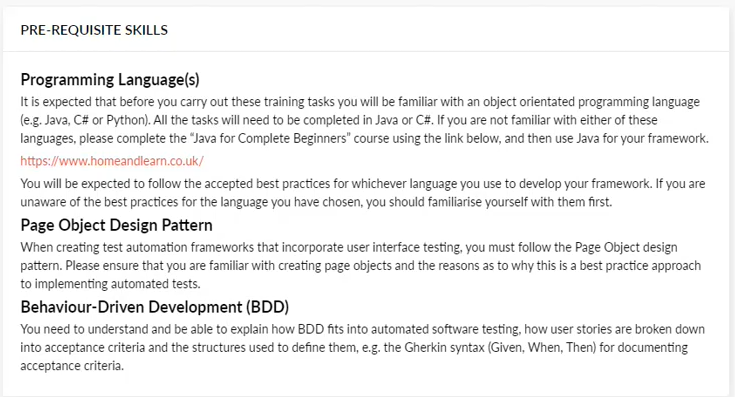 PRE-REQUISITE SKILLS
Programming Language(s)
It is expected that before you carry out these training tasks you will be familiar with an object orientated programming language
(e.g. Java, C# or Python). All the tasks will need to be completed in Java or C#. If you are not familiar with either of these
languages, please complete the “Java for Complete Beginners” course using the link below, and then use Java for your framework.
https://www.homeandlearn.co.uk/
You will be expected to follow the accepted best practices for whichever language you use to develop your framework. If you are
unaware of the best practices for the language you have chosen, you should familiarise yourself with them first.
Page Object Design Pattern
When creating test automation frameworks that incorporate user interface testing, you must follow the Page Object design
pattern. Please ensure that you are familiar with creating page objects and the reasons as to why this is a best practice approach
to implementing automated tests.
Behaviour-Driven Development (BDD)
You need to understand and be able to explain how BDD fits into automated software testing, how user stories are broken down
into acceptance criteria and the structures used to define them, e.g. the Gherkin syntax (Given, When, Then) for documenting
acceptance criteria.